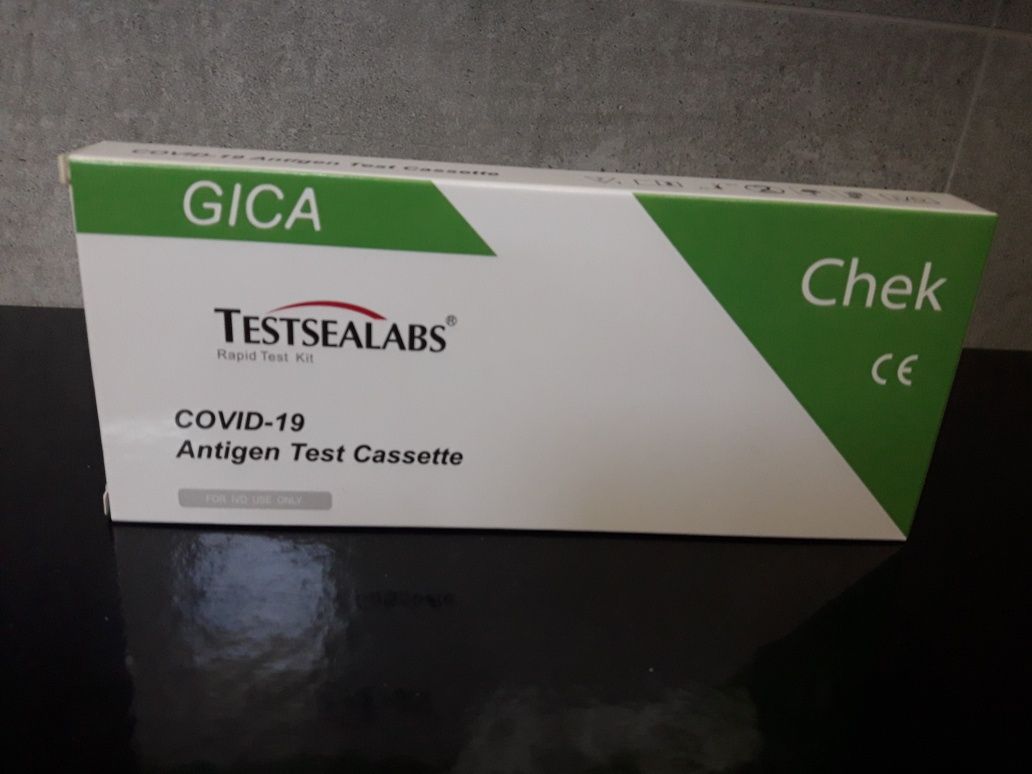 COVID-19 Antigen Test Cassette
GICA
Chek
TESTSEALABS®
Rapid Test Kit
CE
COVID-19
Antigen Test Cassette
FOR IVD USE ONLY